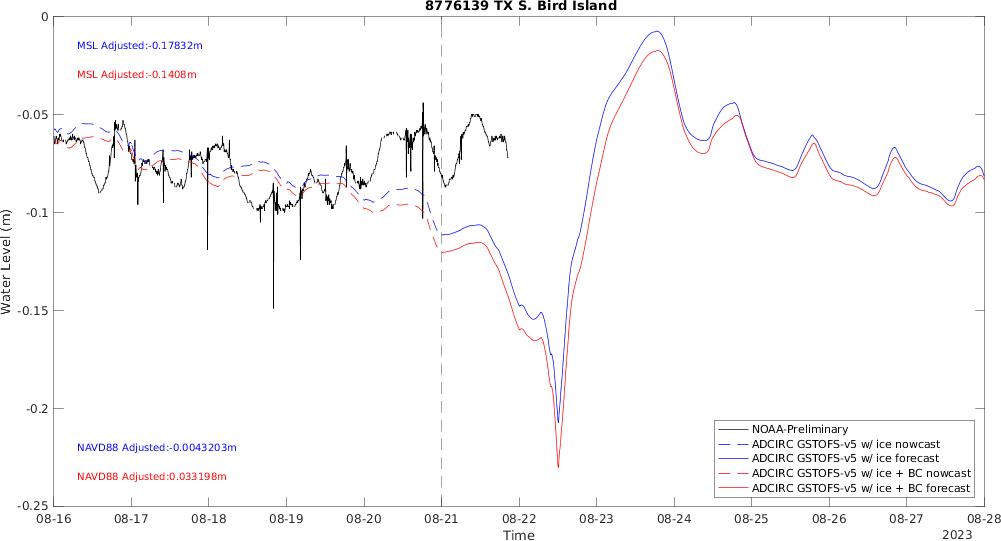 8776139 TX S. Bird Island
0
MSL Adjusted:-0.17832m
MSL Adjusted:-0.1408m
-0.05
-0.1
Water Level (m)
-0.15
-0.2
NAVD88 Adjusted:-0.0043203m
NAVD88 Adjusted:0.033198m
-0.25
NOAA-Preliminary
ADCIRC GSTOFS-v5 w/ ice nowcast
ADCIRC GSTOFS-v5 w/ ice forecast
ADCIRC GSTOFS-v5 w/ ice + BC nowcast
ADCIRC GSTOFS-v5 w/ ice + BC forecast
08-16 08-17 08-18 08-19 08-20 08-21 08-22 08-23 08-24 08-25 08-26 08-27 08-28
Time
2023